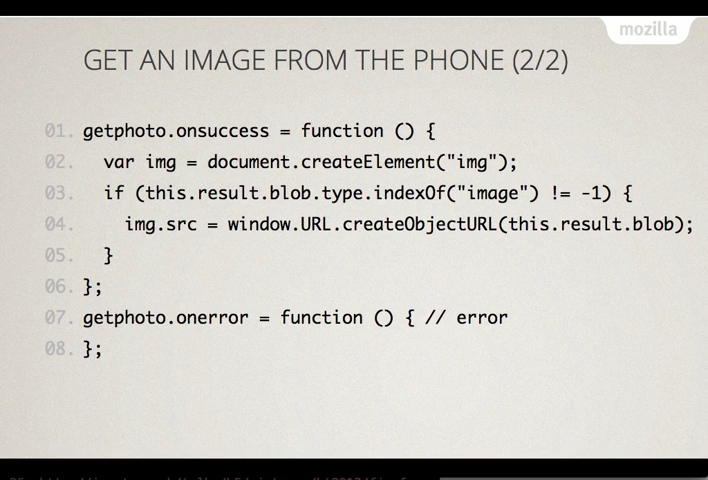 mozilla
GET AN IMAGE FROM THE PHONE (2/2)
01. getphoto.onsuccess = function () {
02. var img = document.createElement("img");
03. if (this.result.blob.type.indexOf("image") != -1) {
04. img.src = window.URL.createObjectURL(this.result.blob);
05. }
06. };
07. getphoto.onerror = function () { // error
08. };